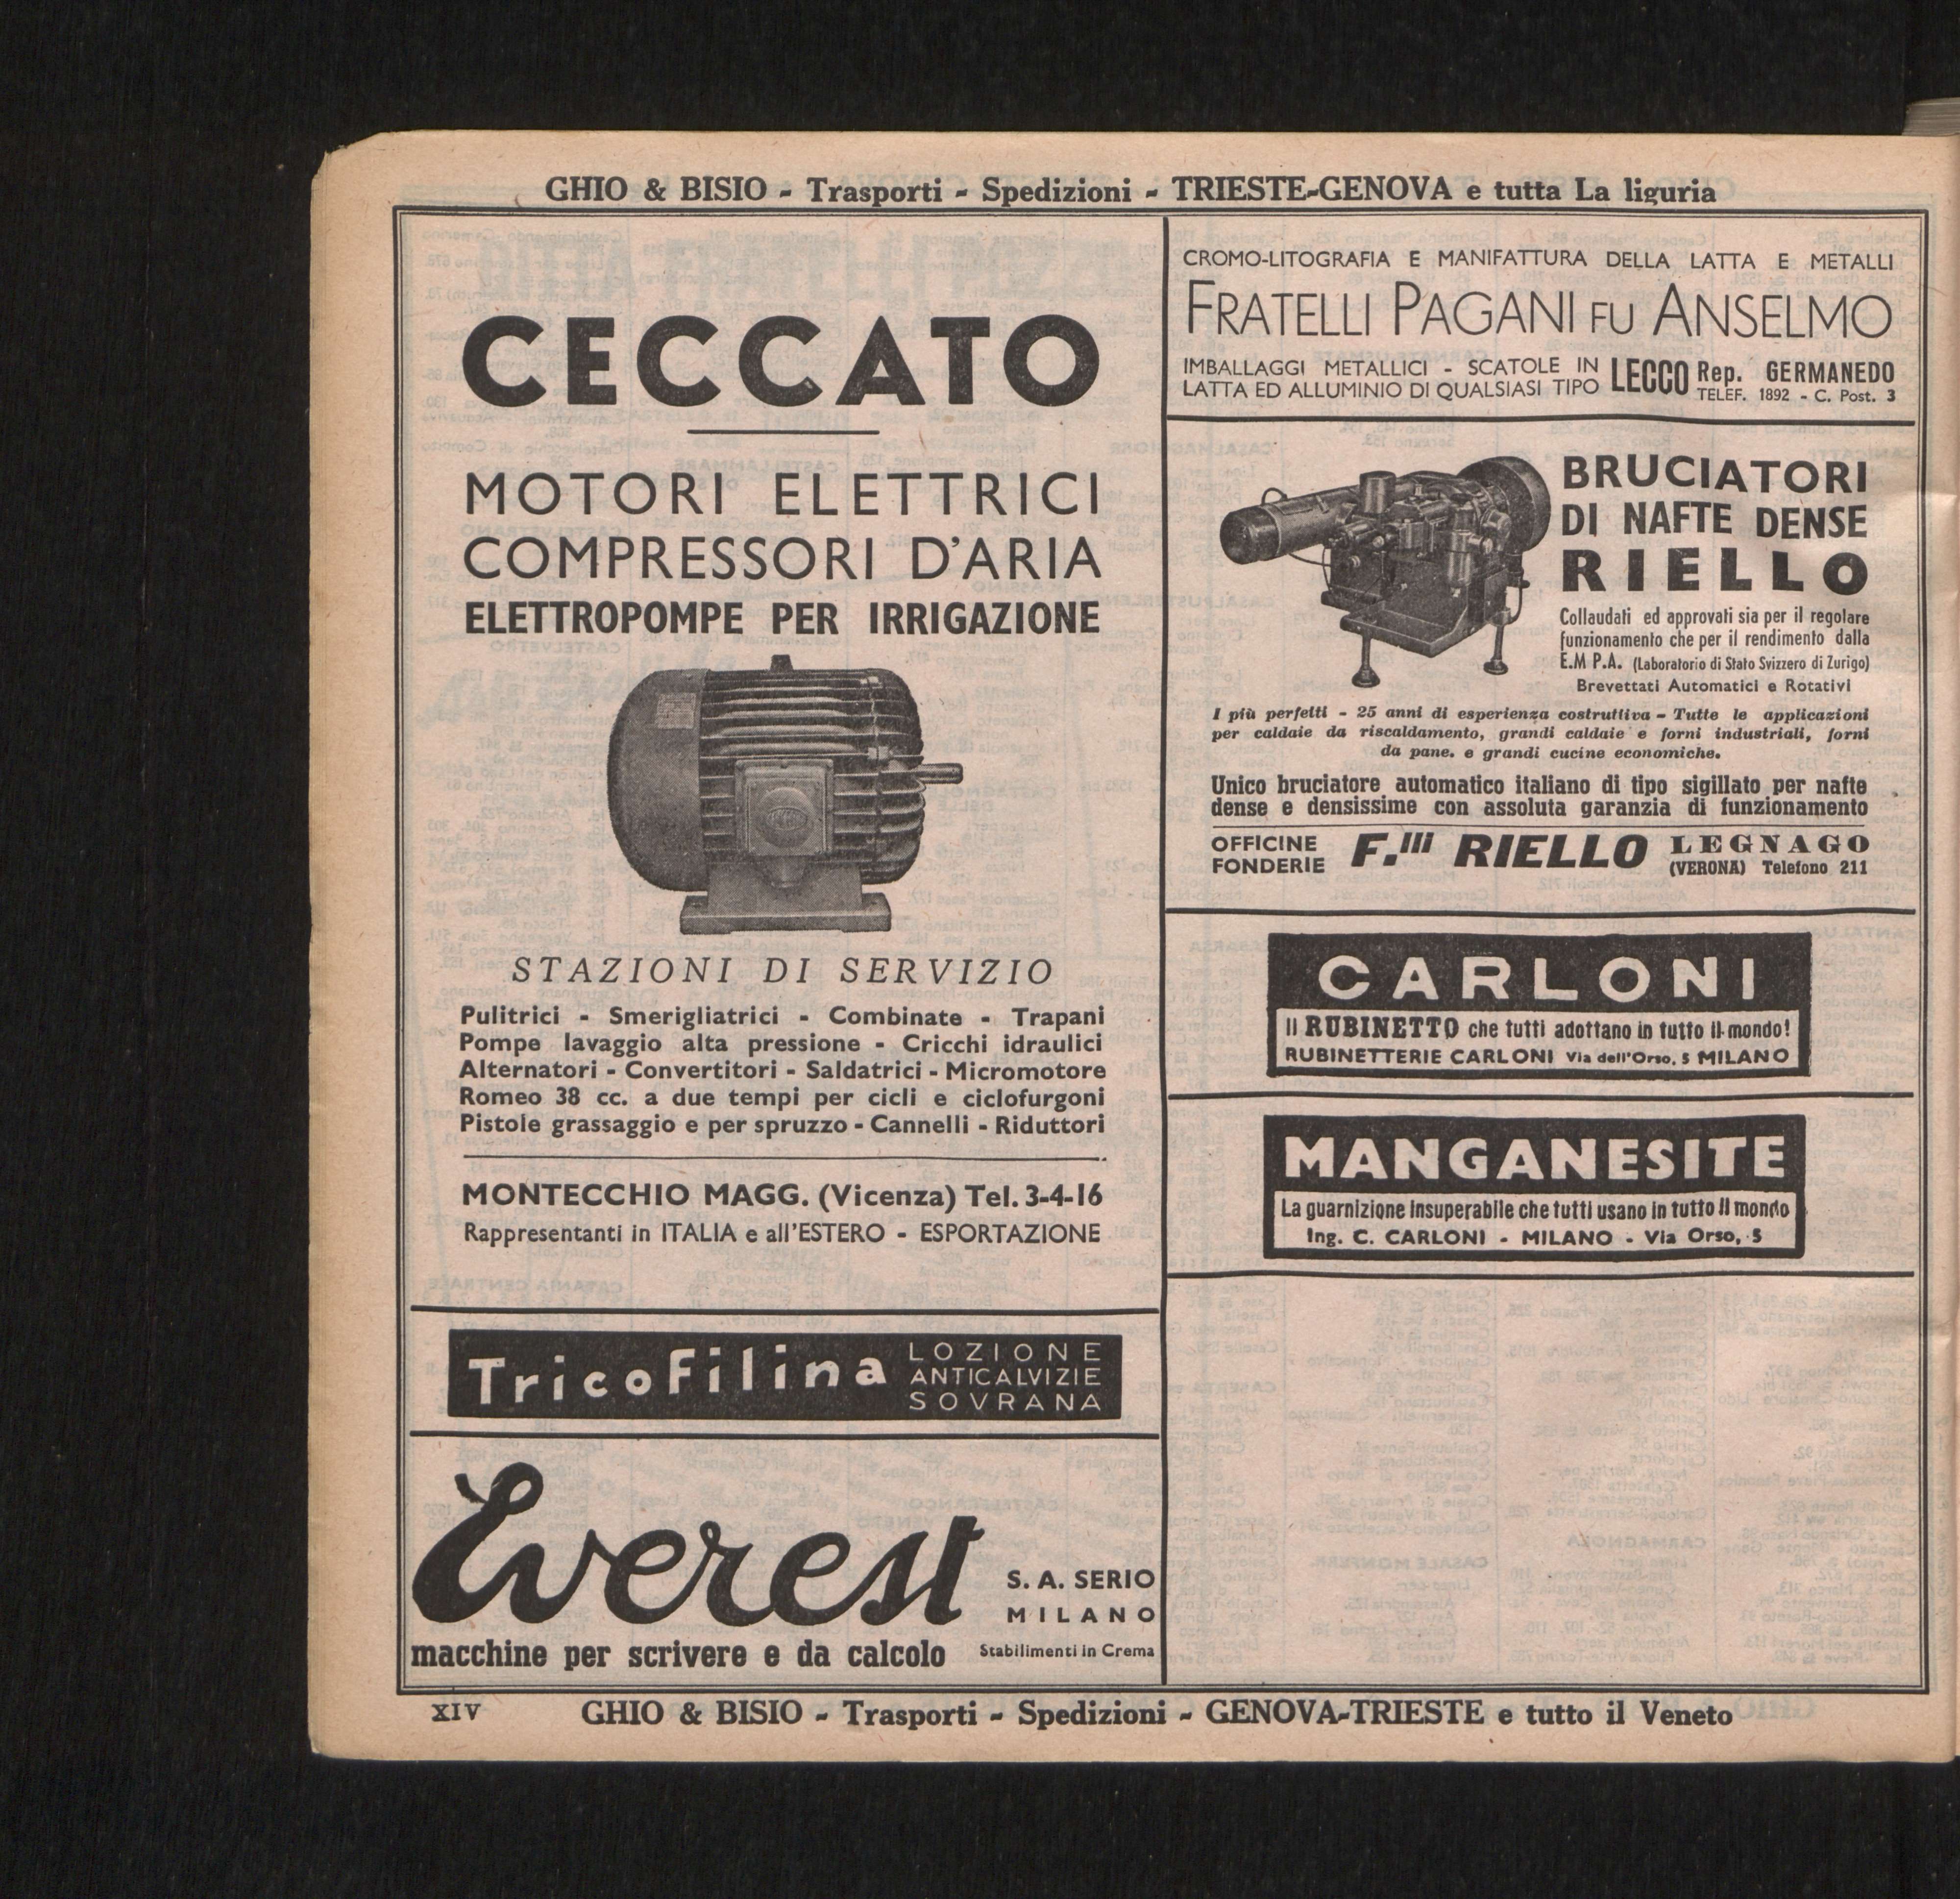 GHIO & BISIO - Trasporti - Spedizioni - TRIESTE-GENOVA e tutta La liguria
CECCATO
MOTORI ELETTRICI
COMPRESSORI D'ARIA
ELETTROPOMPE PER IRRIGAZIONE
STAZIONI DI SERVIZIO
Pulitrici - Smerigliatrici - Combinate - Trapani
Pompe lavaggio alta pressione - Cricchi idraulici
Alternatori - Convertitori - Saldatrici - Micromotore
Romeo 38 cc. a due tempi per cicli e ciclofurgoni
Pistole grassaggio e per spruzzo - Cannelli - Riduttori
MONTECCHIO MAGG. (Vicenza) Tel. 3-4-16
Rappresentanti in ITALIA e all'ESTERO - ESPORTAZIONE
TricoFilina
LOZIONE
ANTICALVIZIE
SOVRANA
Everest
S. A. SERIO
MILANO
macchine per scrivere e da calcolo
Stabilimenti in Crema
CROMO-LITOGRAFIA E MANIFATTURA DELLA LATTA E METALLI
FRATELLI PAGANI FU ANSELMO
IMBALLAGGI METALLICI - SCATOLE IN
LATTA ED ALLUMINIO DI QUALSIASI TIPO
LECCO
Rep. GERMANEDO
TELEF. 1892 - C. Post. 3
BRUCIATORI
DI NAFTE DENSE
RIELLO
Collaudati ed approvati sia per il regolare
funzionamento che per il rendimento dalla
E.M P.A. (Laboratorio di Stato Svizzero di Zurigo)
Brevettati Automatici e Rotativi
I più perfetti - 25 anni di esperienza costruttiva - Tutte le applicazioni
per caldaie da riscaldamento, grandi caldaie e forni industriali, forni
da pane. e grandi cucine economiche.
Unico bruciatore automatico italiano di tipo sigillato per nafte
dense e densissime con assoluta garanzia di funzionamento
OFFICINE
FONDERIE
F.lli RIELLO
LEGNAGO
(VERONA) Telefono 211
CARLONI
Il RUBINETTO che tutti adottano in tutto il mondo!
RUBINETTERIE CARLONI Via dell'Orso, 5 MILANO
MANGANESITE
La guarnizione insuperabile che tutti usano in tutto il mondo
Ing. C. CARLONI - MILANO - Via Orso, 5
XIV
GHIO & BISIO - Trasporti - Spedizioni - GENOVA-TRIESTE e tutto il Veneto